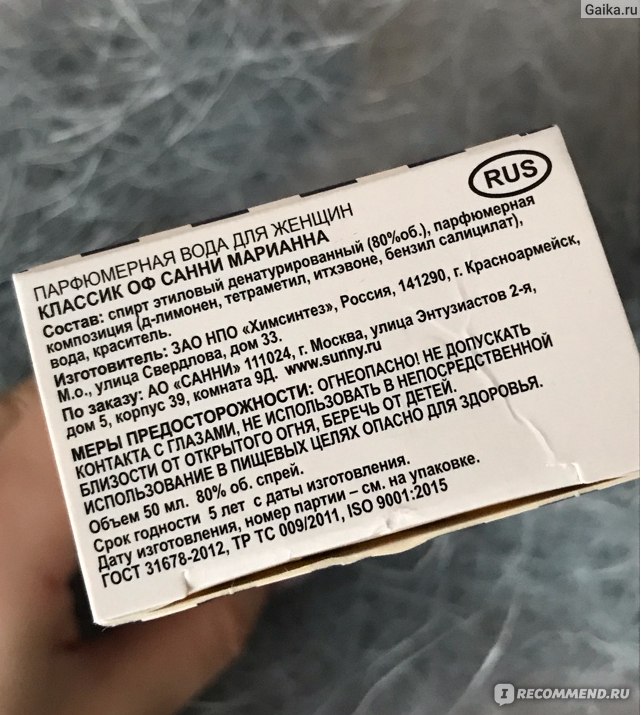 Gaika.ru
RUS
ПАРФЮМЕРНАЯ ВОДА ДЛЯ ЖЕНЩИН
КЛАССИК ОФ САННИ МАРИАННА
Состав: спирт этиловый денатурированный (80%об.), парфюмерная
композиция (д-лимонен, тетраметил, итхэвоне, бензил салицилат),
вода, краситель.
Изготовитель: ЗАО НПО «Химсинтез», Россия, 141290, г. Красноармейск,
М.о., улица Свердлова, дом 33.
По заказу: АО «САННИ» 111024, г. Москва, улица Энтузиастов 2-я,
дом 5, корпус 39, комната 9Д. www.sunny.ru
МЕРЫ ПРЕДОСТОРОЖНОСТИ: ОГНЕОПАСНО! НЕ ДОПУСКАТЬ
КОНТАКТА С ГЛАЗАМИ, НЕ ИСПОЛЬЗОВАТЬ В НЕПОСРЕДСТВЕННОЙ
БЛИЗОСТИ ОТ ОТКРЫТОГО ОГНЯ, БЕРЕЧЬ ОТ ДЕТЕЙ.
ИСПОЛЬЗОВАНИЕ В ПИЩЕВЫХ ЦЕЛЯХ ОПАСНО ДЛЯ ЗДОРОВЬЯ.
Объем 50 мл. 80% об. спрей.
Срок годности 5 лет с даты изготовления.
Дату изготовления, номер партии – см. на упаковке.
ГОСТ 31678-2012, ТР ТС 009/2011, ISO 9001:2015
I RECOMMEND.RU